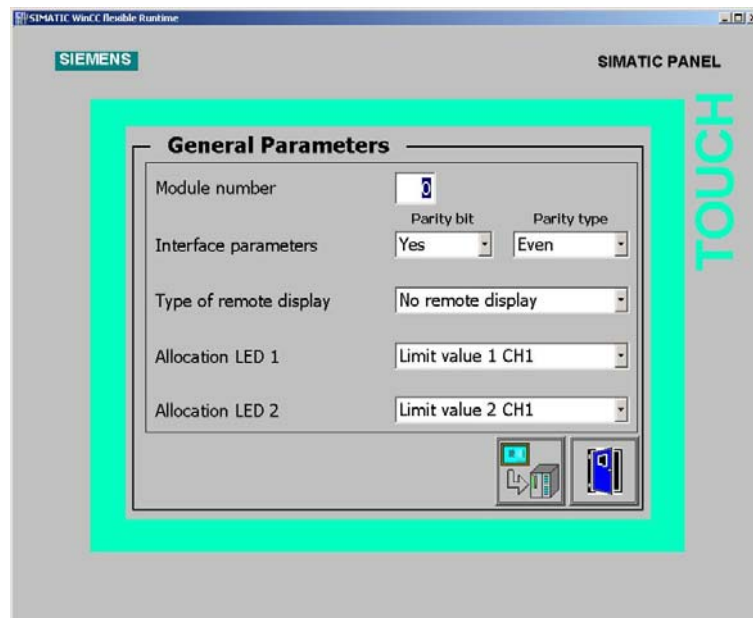 SIMATIC WinCC flexible Runtime
SIEMENS
SIMATIC PANEL
TOUCH
General Parameters
Module number 0
Parity bit Parity type
Interface parameters Yes Even
Type of remote display No remote display
Allocation LED 1 Limit value 1 CH1
Allocation LED 2 Limit value 2 CH1